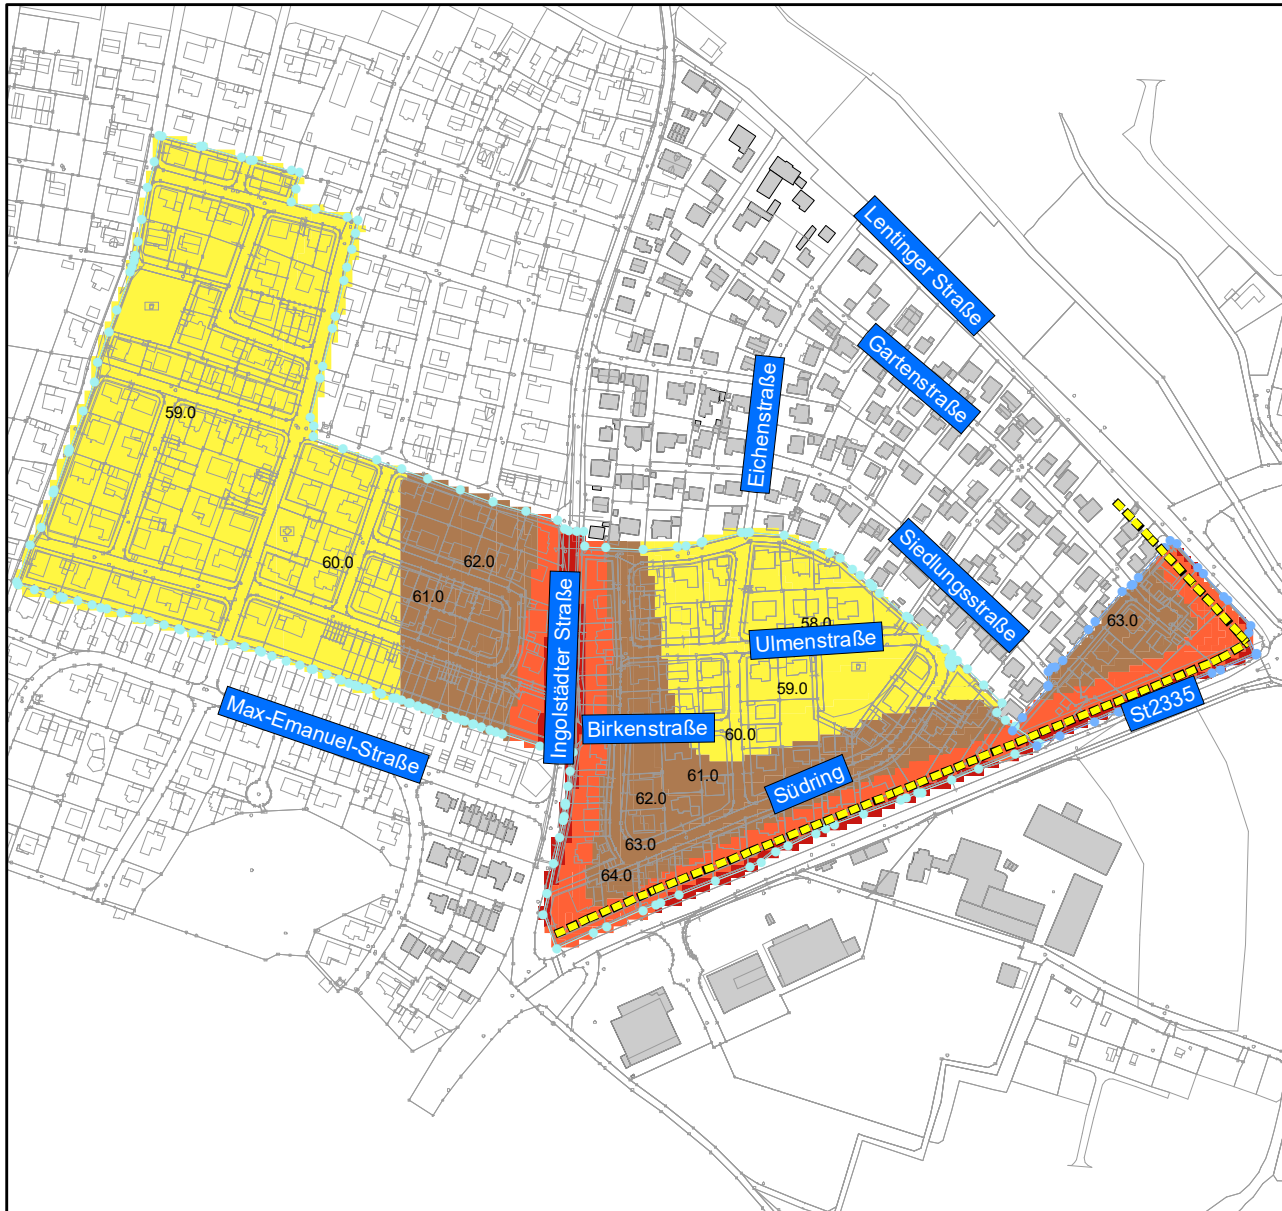 Lentinger Straße
Gartenstraße
Eichenstraße
59.0
Siedlungsstraße
60.0
62.0
61.0
63.0
58.0
Ulmenstraße
Ingolstädter Straße
59.0
St2335
Max-Emanuel-Straße
Birkenstraße
60.0
61.0
Südring
62.0
63.0
64.0